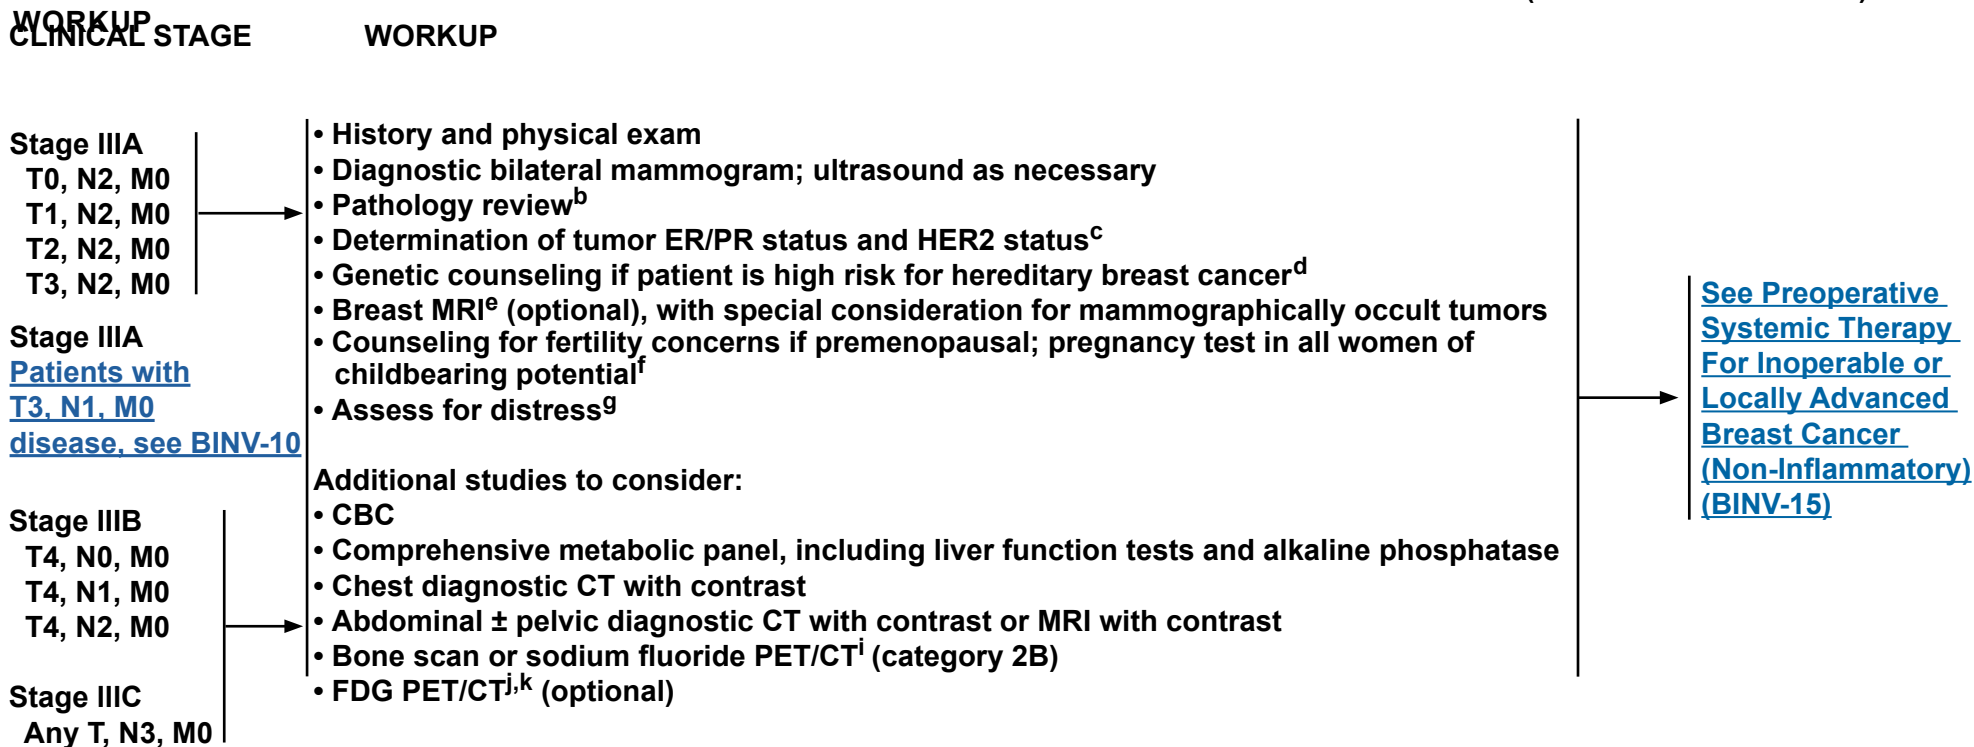 WORKUP
CLINICAL STAGE
WORKUP
Stage IIIA
T0, N2, M0
T1, N2, M0
T2, N2, M0
T3, N2, M0
Stage IIIA
Patients with
T3, N1, M0
disease, see BINV-10
Stage IIIB
T4, N0, M0
T4, N1, M0
T4, N2, M0
Stage IIIC
Any T, N3, M0
• History and physical exam
• Diagnostic bilateral mammogram; ultrasound as necessary
• Pathology reviewb
• Determination of tumor ER/PR status and HER2 statusc
• Genetic counseling if patient is high risk for hereditary breast cancerd
• Breast MRIe (optional), with special consideration for mammographically occult tumors
• Counseling for fertility concerns if premenopausal; pregnancy test in all women of
childbearing potentialf
• Assess for distressg
Additional studies to consider:
• CBC
• Comprehensive metabolic panel, including liver function tests and alkaline phosphatase
• Chest diagnostic CT with contrast
• Abdominal ± pelvic diagnostic CT with contrast or MRI with contrast
• Bone scan or sodium fluoride PET/CTi (category 2B)
• FDG PET/CTj,k (optional)
See Preoperative
Systemic Therapy
For Inoperable or
Locally Advanced
Breast Cancer
(Non-Inflammatory)
(BINV-15)